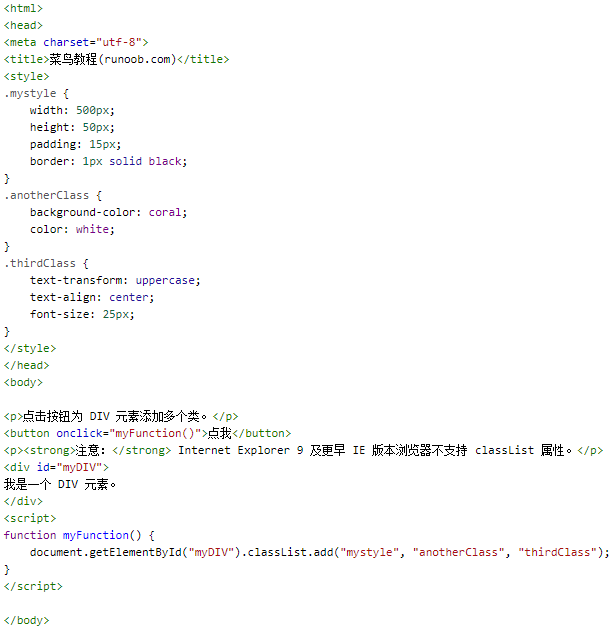 <html>
<head>
<meta charset="utf-8">
<title>菜鸟教程(runoob.com)</title>
<style>
.mystyle {
    width: 500px;
    height: 50px;
    padding: 15px;
    border: 1px solid black;
}
.anotherClass {
    background-color: coral;
    color: white;
}
.thirdClass {
    text-transform: uppercase;
    text-align: center;
    font-size: 25px;
}
</style>
</head>
<body>

<p>点击按钮为 DIV 元素添加多个类。</p>
<button onclick="myFunction()">点我</button>
<p><strong>注意: </strong> Internet Explorer 9 及更早 IE 版本浏览器不支持 classList 属性。</p>
<div id="myDIV">
我是一个 DIV 元素。
</div>
<script>
function myFunction() {
    document.getElementById("myDIV").classList.add("mystyle", "anotherClass", "thirdClass");
}
</script>

</body>